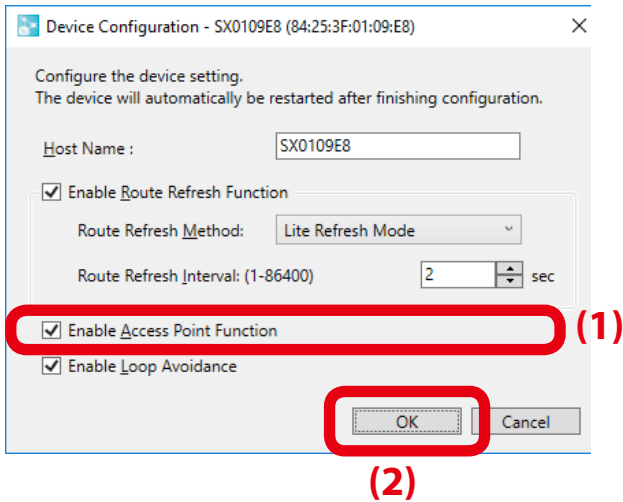 Device Configuration - SX0109E8 (84:25:3F:01:09:E8)
Configure the device setting.
The device will automatically be restarted after finishing configuration.
Host Name : SX0109E8
Enable Route Refresh Function
Route Refresh Method: Lite Refresh Mode
Route Refresh Interval: (1-86400) 2 sec
Enable Access Point Function (1)
Enable Loop Avoidance
OK Cancel
(2)